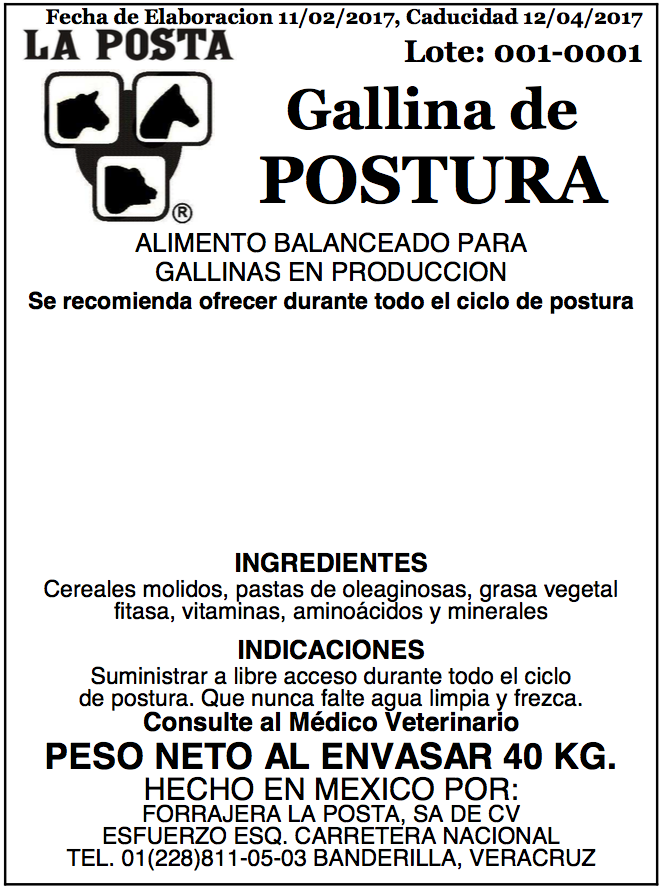 Fecha de Elaboracion 11/02/2017, Caducidad 12/04/2017
LA POSTA
Lote: 001-0001
Gallina de
POSTURA
®
ALIMENTO BALANCEADO PARA
GALLINAS EN PRODUCCION
Se recomienda ofrecer durante todo el ciclo de postura
INGREDIENTES
Cereales molidos, pastas de oleaginosas, grasa vegetal
fitasa, vitaminas, aminoácidos y minerales
INDICACIONES
Suministrar a libre acceso durante todo el ciclo
de postura. Que nunca falte agua limpia y frezca.
Consulte al Médico Veterinario
PESO NETO AL ENVASAR 40 KG.
HECHO EN MEXICO POR:
FORRAJERA LA POSTA, SA DE CV
ESFUERZO ESQ. CARRETERA NACIONAL
TEL. 01(228)811-05-03 BANDERILLA, VERACRUZ